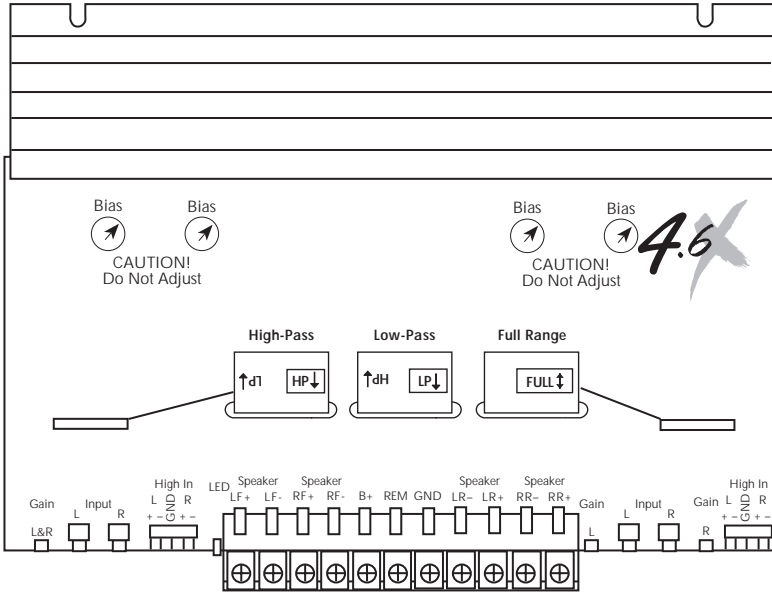 Bias Bias
CAUTION!
Do Not Adjust
Bias Bias
CAUTION!
Do Not Adjust
4.6X
High-Pass Low-Pass Full Range
LP↑ HP↓
HP↑ LP↓
FULL↕
Gain
L&R
Input
L R
High In
L GND R
+ − + −
LED
Speaker Speaker Speaker Speaker
LF+ LF- RF+ RF- B+ REM GND LR− LR+ RR− RR+
Gain
L
Input
L R
Gain
R
High In
L GND R
+ − + −